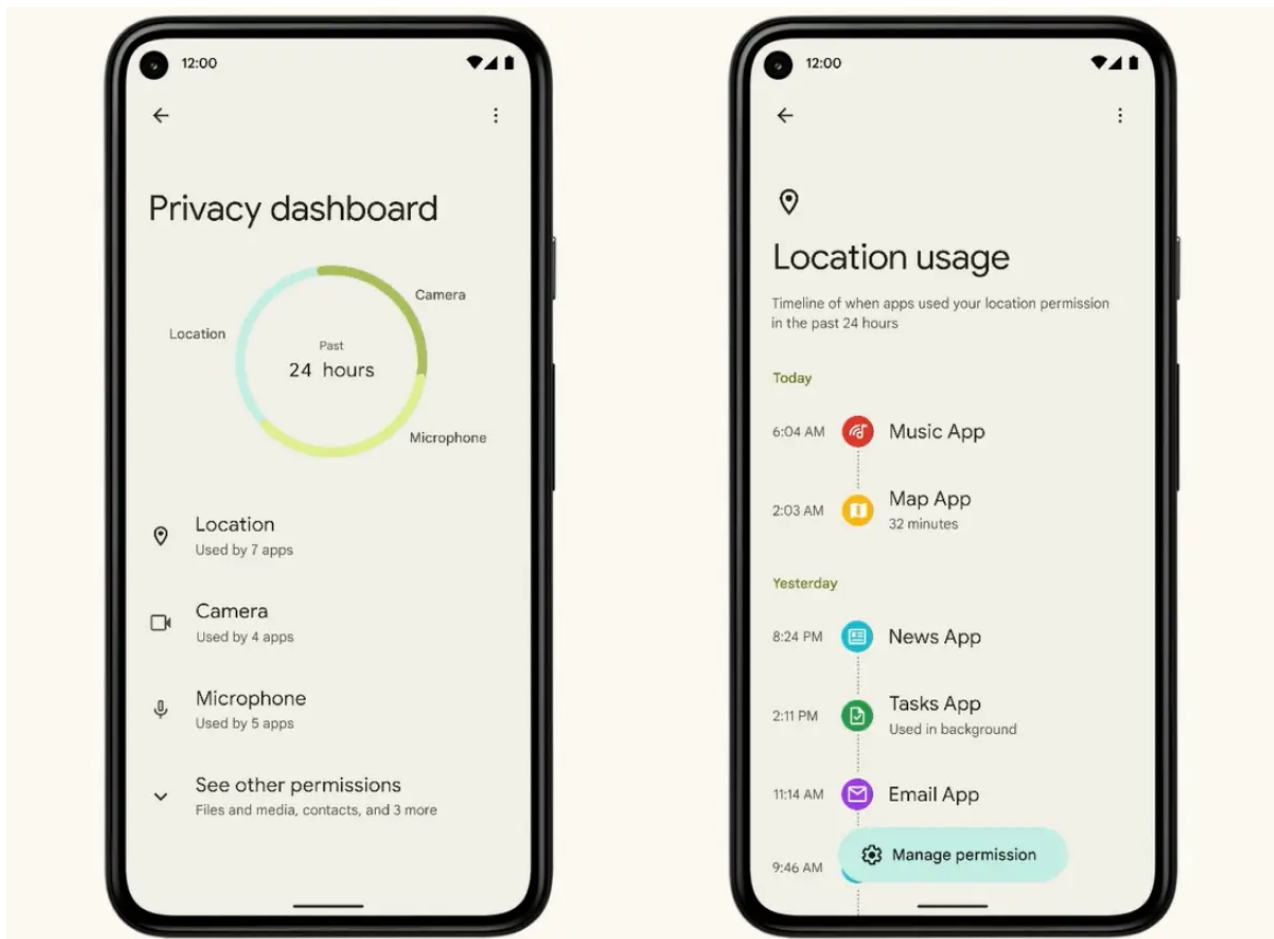 12:00
Privacy dashboard
Camera
Location
Past
24 hours
Microphone
Location
Used by 7 apps
Camera
Used by 4 apps
Microphone
Used by 5 apps
See other permissions
Files and media, contacts, and 3 more
12:00
Location usage
Timeline of when apps used your location permission
in the past 24 hours
Today
6:04 AM Music App
2:03 AM Map App
32 minutes
Yesterday
8:24 PM News App
2:11 PM Tasks App
Used in background
11:14 AM Email App
Manage permission
9:46 AM